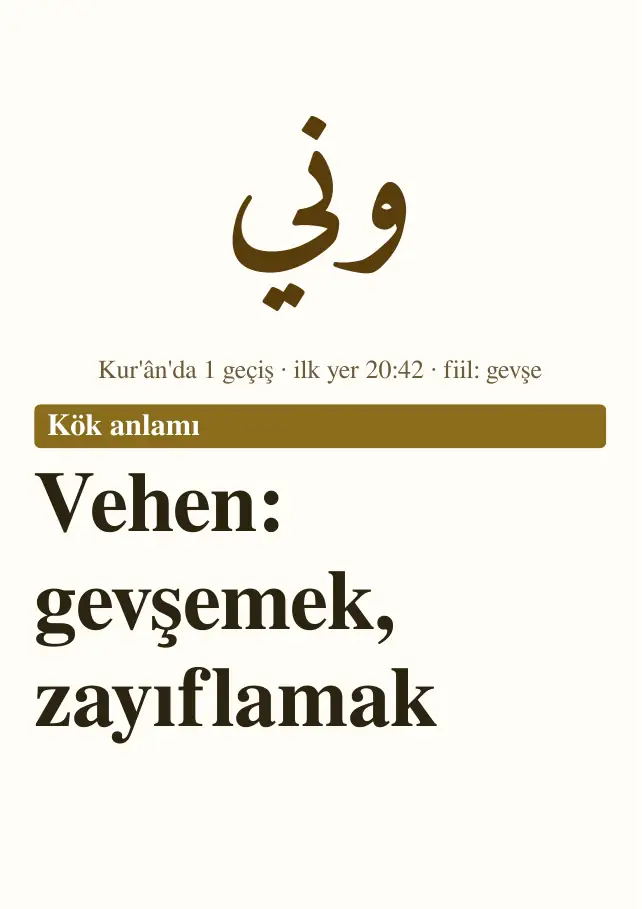 وني
Kur'ân'da 1 geçiş · ilk yer 20:42 · fiil: gevşe
Kök anlamı
Vehen:
gevşemek,
zayıflamak